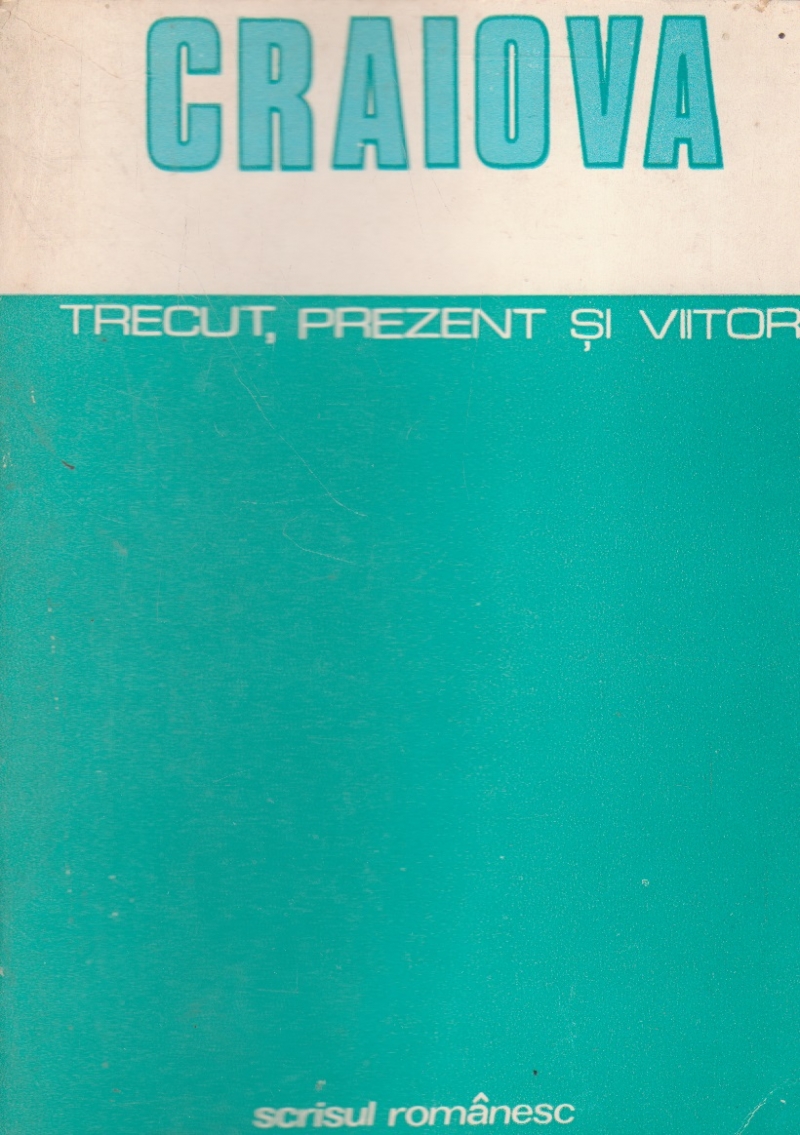 CRAIOVA
TRECUT, PREZENT ȘI VIITOR
scrisul românesc